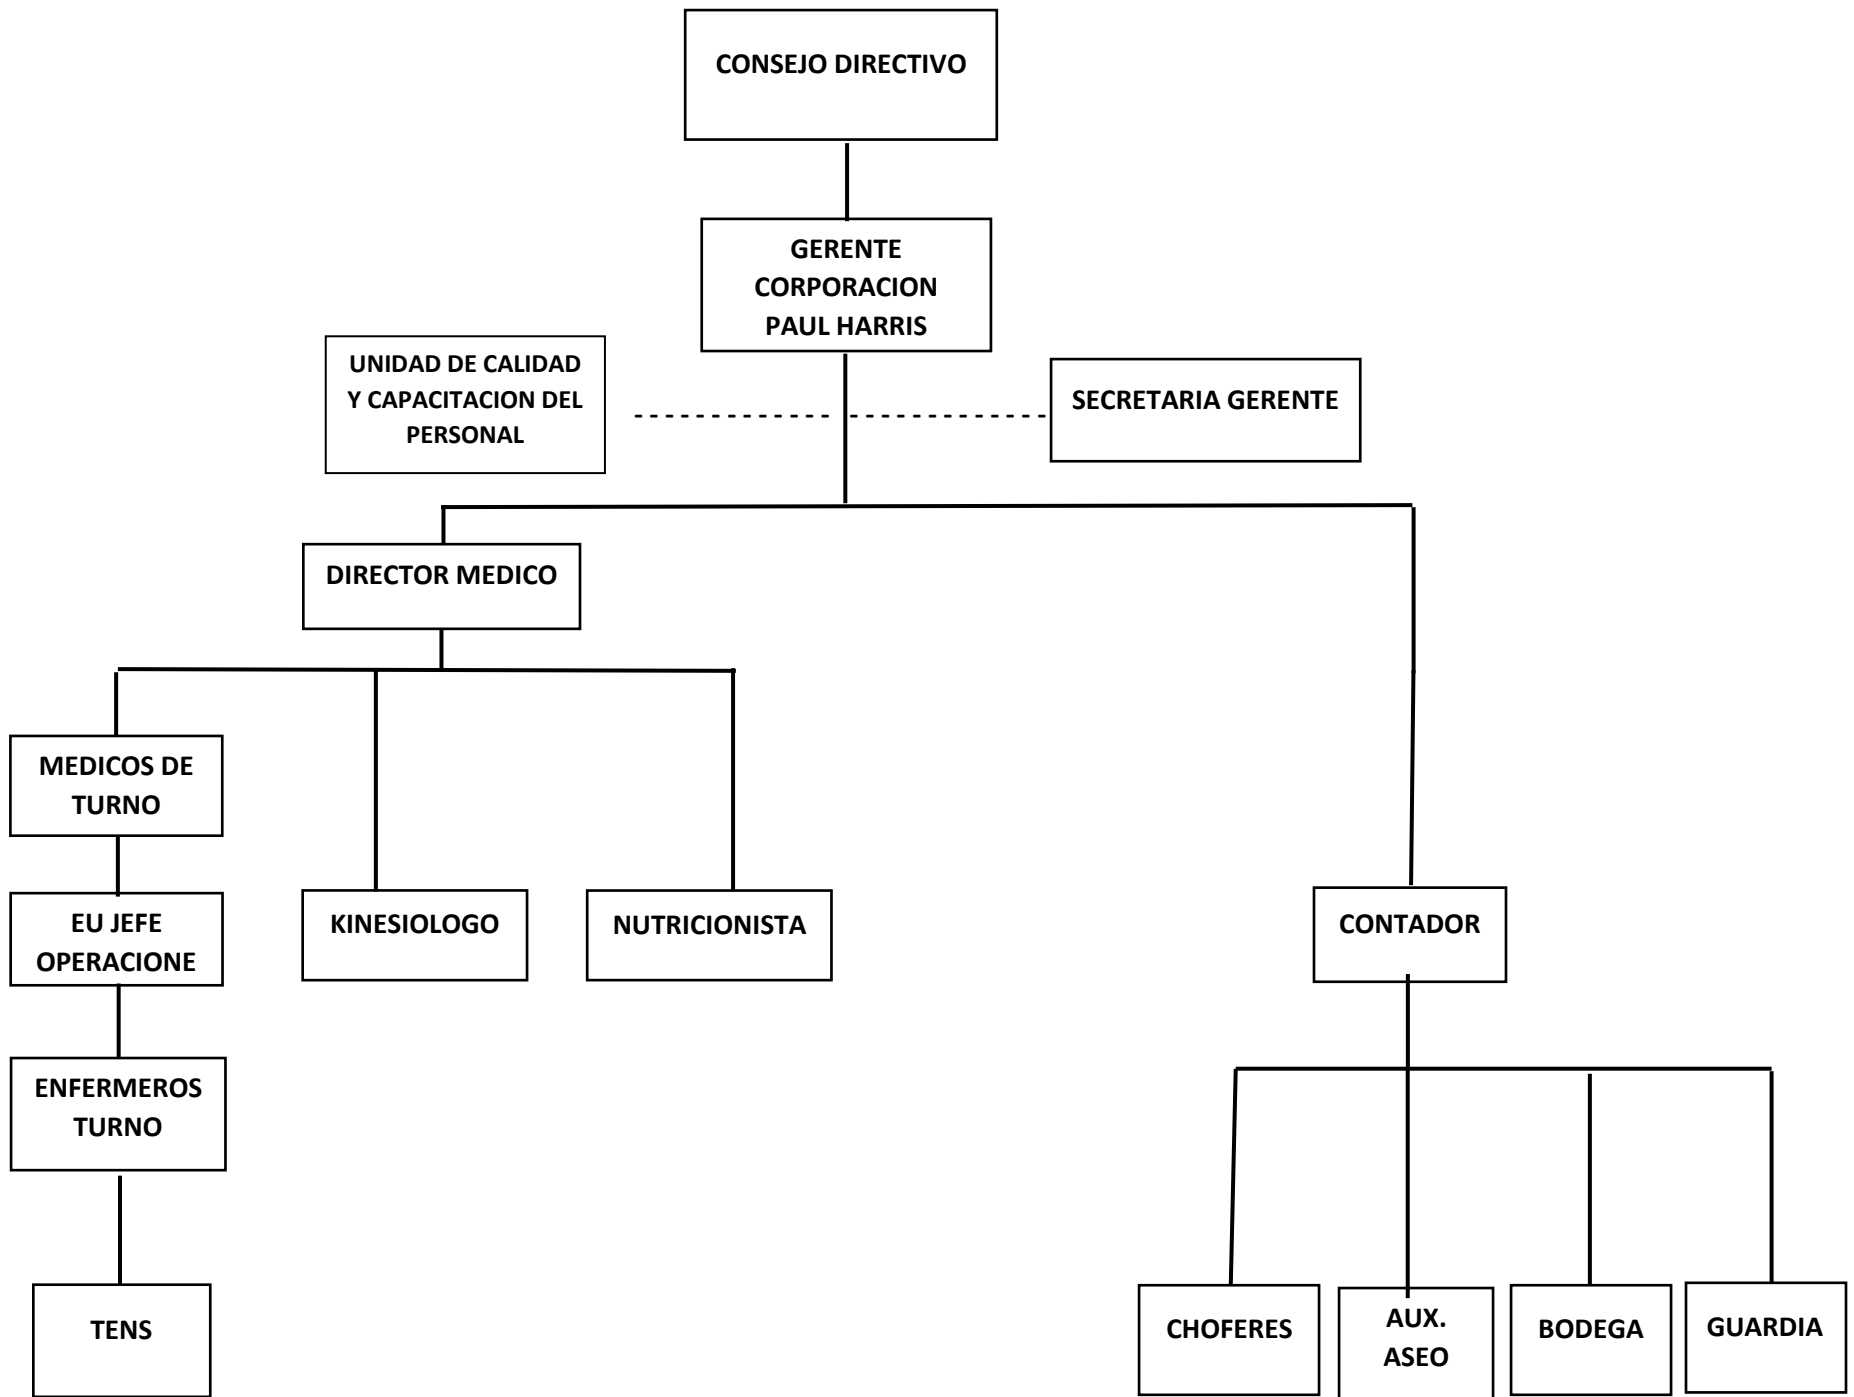 CONSEJO DIRECTIVO
GERENTE
CORPORACION
PAUL HARRIS
UNIDAD DE CALIDAD
Y CAPACITACION DEL
PERSONAL
SECRETARIA GERENTE
DIRECTOR MEDICO
MEDICOS DE
TURNO
EU JEFE
OPERACIONE
KINESIOLOGO
NUTRICIONISTA
CONTADOR
ENFERMEROS
TURNO
TENS
CHOFERES
AUX.
ASEO
BODEGA
GUARDIA